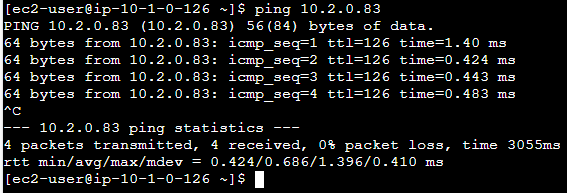 [ec2-user@ip-10-1-0-126 ~]$ ping 10.2.0.83
PING 10.2.0.83 (10.2.0.83) 56(84) bytes of data.
64 bytes from 10.2.0.83: icmp_seq=1 ttl=126 time=1.40 ms
64 bytes from 10.2.0.83: icmp_seq=2 ttl=126 time=0.424 ms
64 bytes from 10.2.0.83: icmp_seq=3 ttl=126 time=0.443 ms
64 bytes from 10.2.0.83: icmp_seq=4 ttl=126 time=0.483 ms
^C
--- 10.2.0.83 ping statistics ---
4 packets transmitted, 4 received, 0% packet loss, time 3055ms
rtt min/avg/max/mdev = 0.424/0.686/1.396/0.410 ms
[ec2-user@ip-10-1-0-126 ~]$